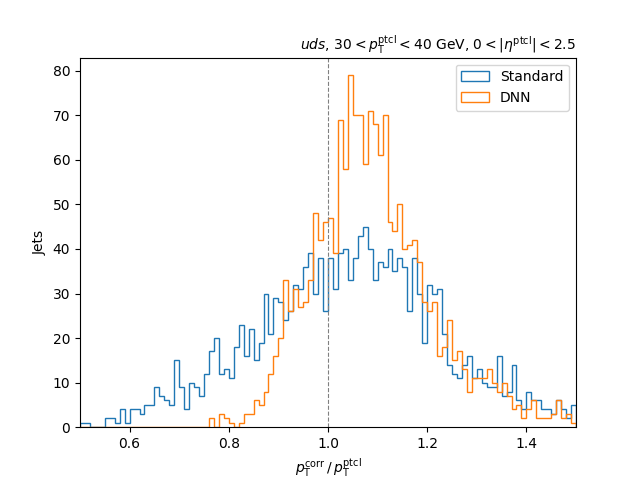 uds, 30 < p_T^ptcl < 40 GeV, 0 < |η^ptcl| < 2.5
Standard
DNN
Jets
80
70
60
50
40
30
20
10
0
0.6 0.8 1.0 1.2 1.4
p_T^corr / p_T^ptcl